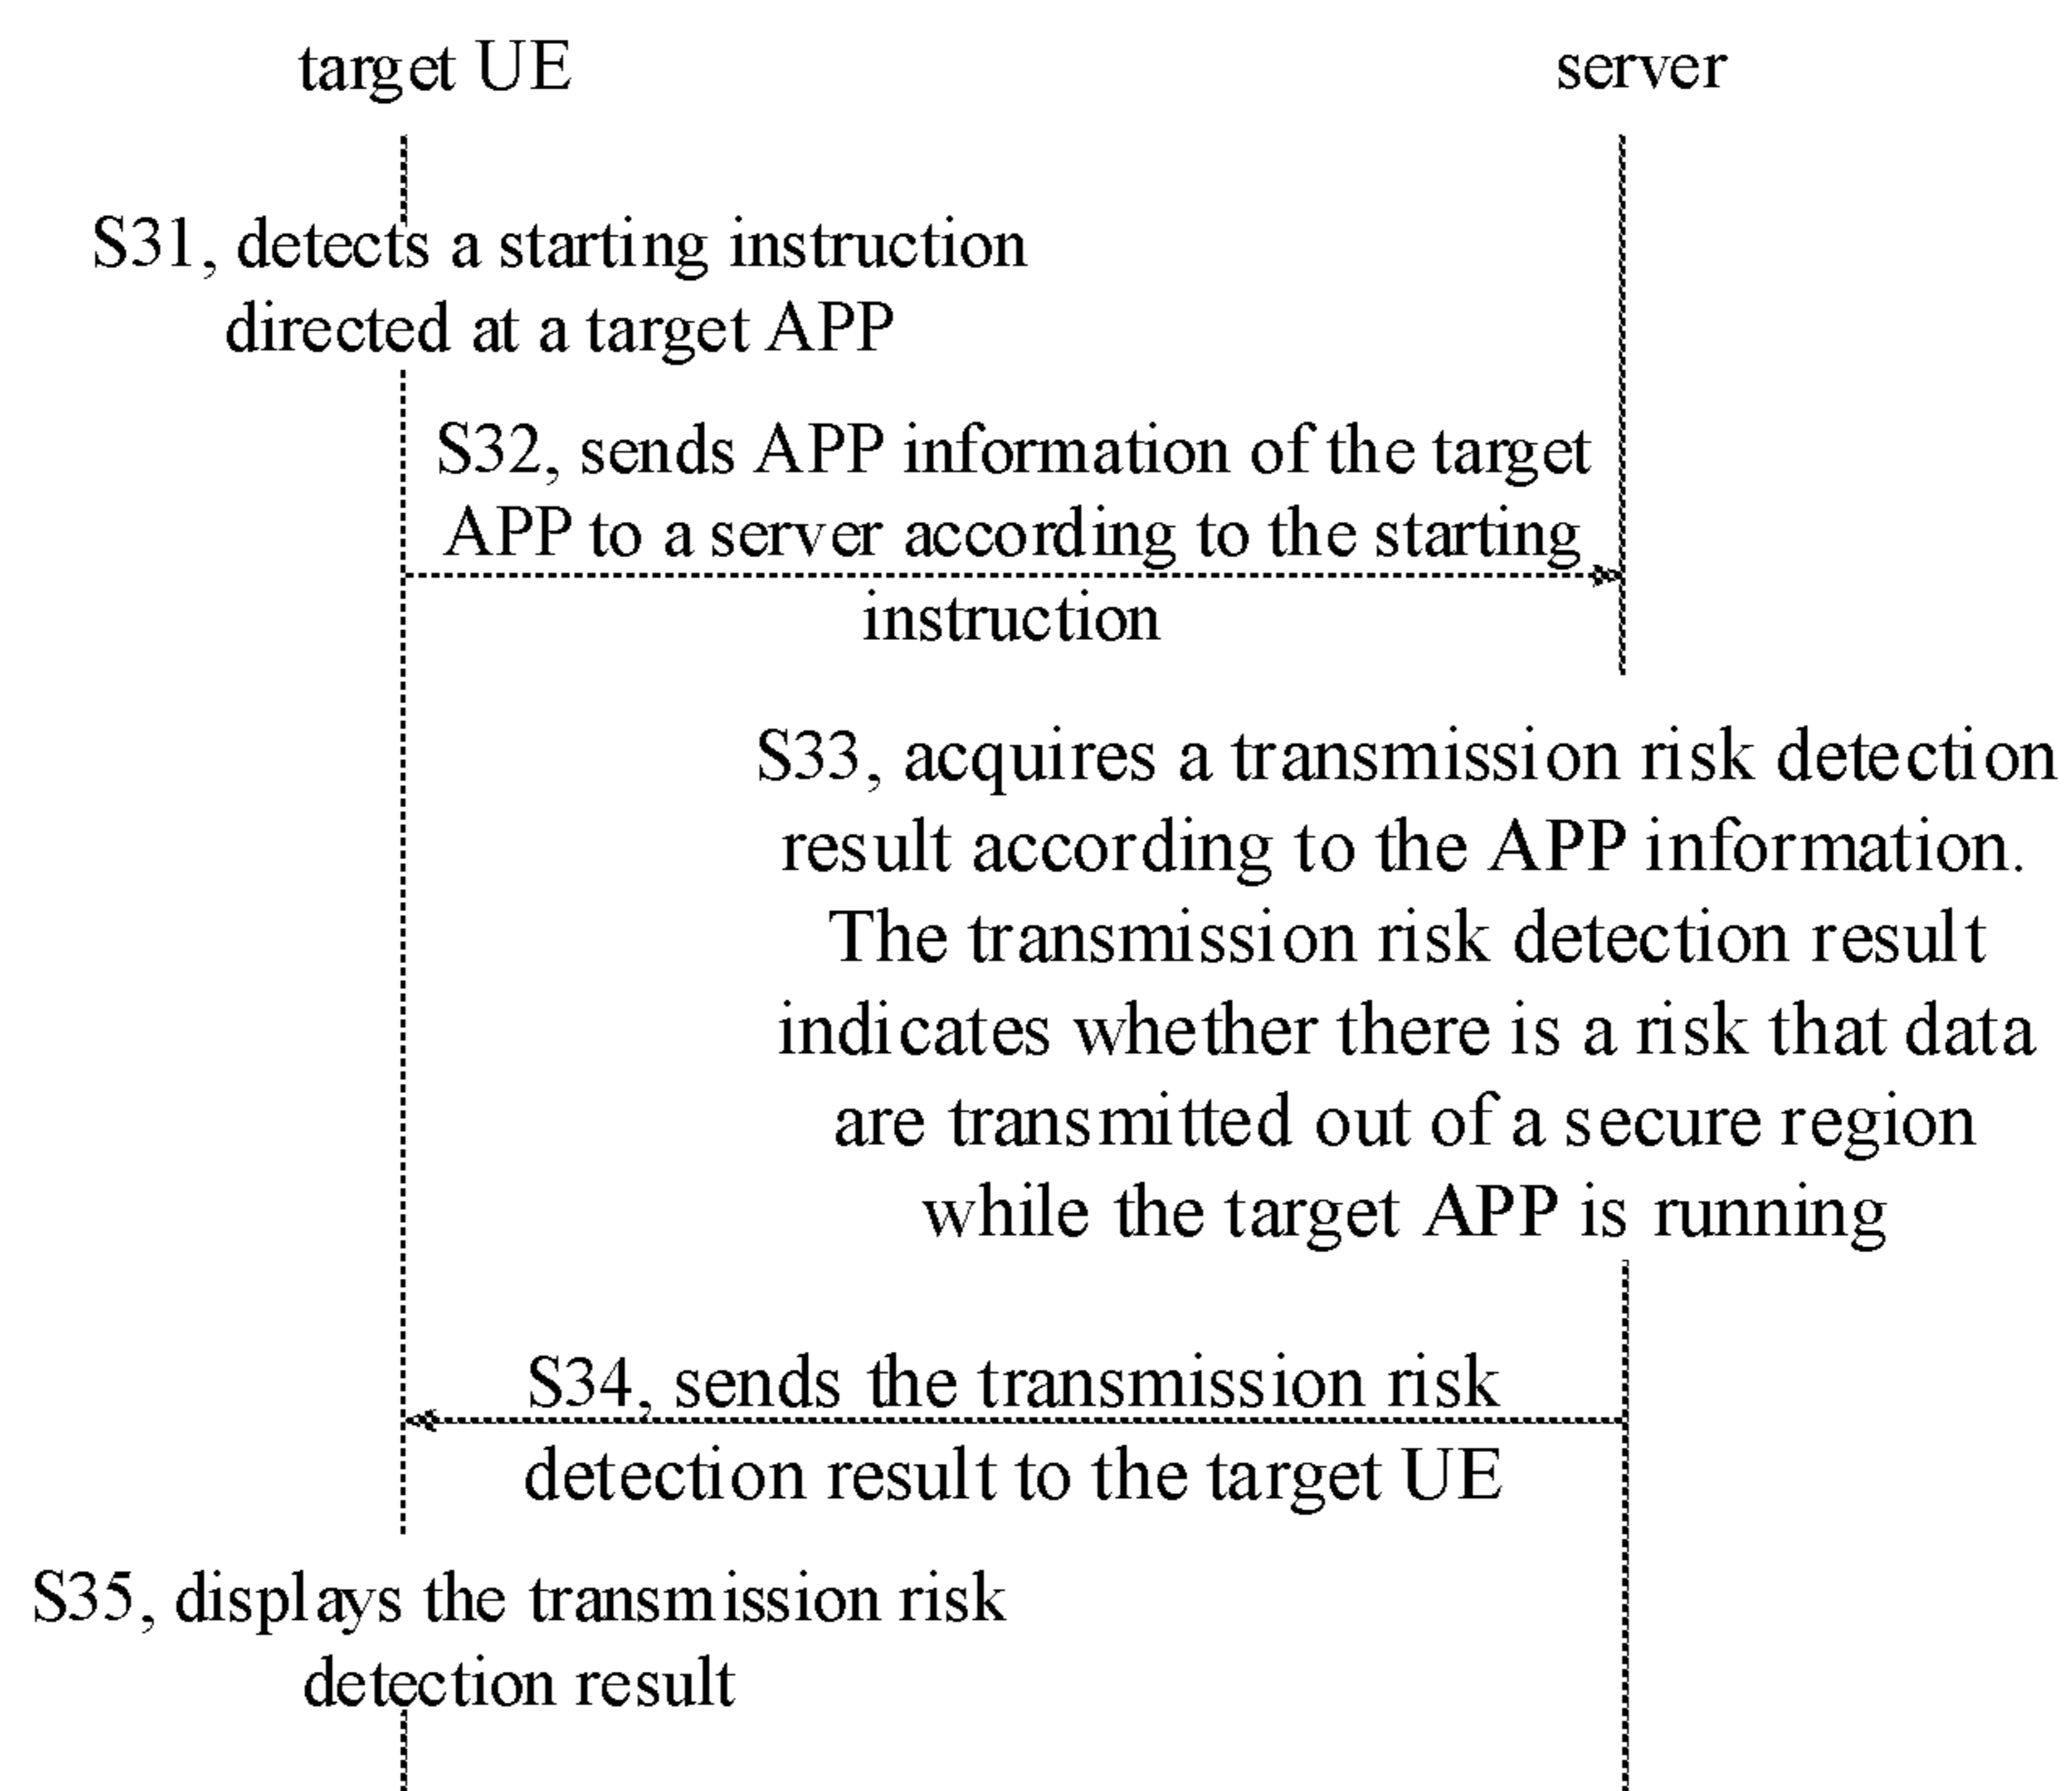 target UE
server
S31, detects a starting instruction
directed at a target APP
S32, sends APP information of the target
APP to a server according to the starting
instruction
S33, acquires a transmission risk detection
result according to the APP information.
The transmission risk detection result
indicates whether there is a risk that data
are transmitted out of a secure region
while the target APP is running
S34, sends the transmission risk
detection result to the target UE
S35, displays the transmission risk
detection result